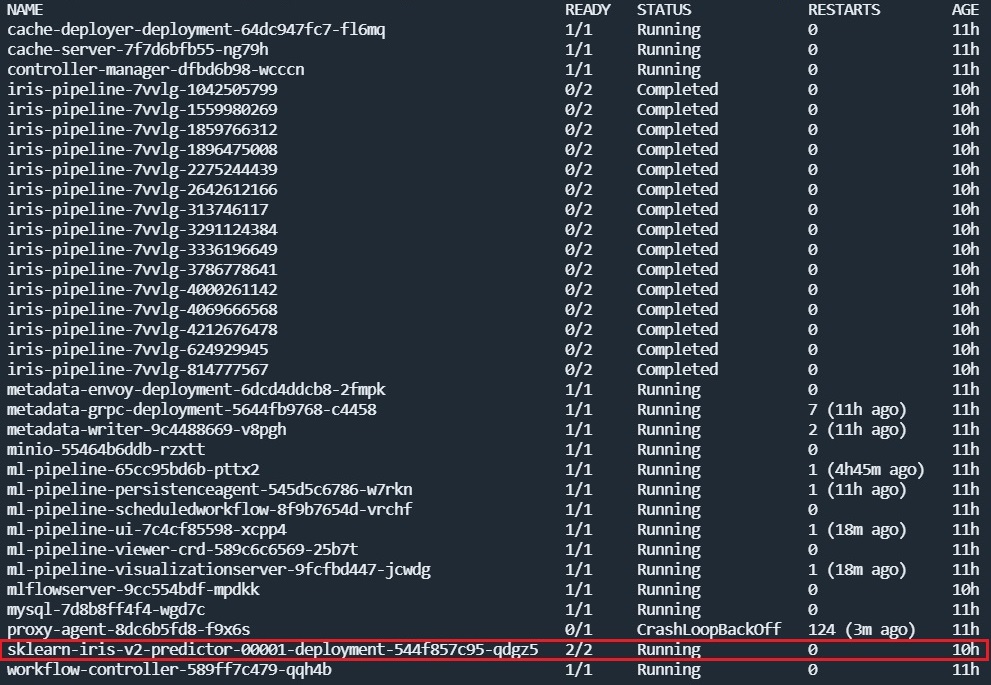 NAME READY STATUS RESTARTS AGE
cache-deployer-deployment-64dc947fc7-fl6mq 1/1 Running 0 11h
cache-server-7f7d6bfb55-ng79h 1/1 Running 0 11h
controller-manager-dfbd6b98-wcccn 1/1 Running 0 11h
iris-pipeline-7vvlg-1042505799 0/2 Completed 0 10h
iris-pipeline-7vvlg-1559980269 0/2 Completed 0 10h
iris-pipeline-7vvlg-1859766312 0/2 Completed 0 10h
iris-pipeline-7vvlg-1896475008 0/2 Completed 0 10h
iris-pipeline-7vvlg-2275244439 0/2 Completed 0 10h
iris-pipeline-7vvlg-2642612166 0/2 Completed 0 10h
iris-pipeline-7vvlg-313746117 0/2 Completed 0 10h
iris-pipeline-7vvlg-3291124384 0/2 Completed 0 10h
iris-pipeline-7vvlg-3336196649 0/2 Completed 0 10h
iris-pipeline-7vvlg-3786778641 0/2 Completed 0 10h
iris-pipeline-7vvlg-4000261142 0/2 Completed 0 10h
iris-pipeline-7vvlg-4069666568 0/2 Completed 0 10h
iris-pipeline-7vvlg-4212676478 0/2 Completed 0 10h
iris-pipeline-7vvlg-624929945 0/2 Completed 0 10h
iris-pipeline-7vvlg-814777567 0/2 Completed 0 10h
metadata-envoy-deployment-6dcd4ddcb8-2fmpk 1/1 Running 0 11h
metadata-grpc-deployment-5644fb9768-c4458 1/1 Running 7 (11h ago) 11h
metadata-writer-9c4488669-v8pgh 1/1 Running 2 (11h ago) 11h
minio-55464b6ddb-rzxtt 1/1 Running 0 11h
ml-pipeline-65cc95bd6b-pttx2 1/1 Running 1 (4h45m ago) 11h
ml-pipeline-persistenceagent-545d5c6786-w7rkn 1/1 Running 1 (11h ago) 11h
ml-pipeline-scheduledworkflow-8f9b7654d-vrchf 1/1 Running 0 11h
ml-pipeline-ui-7c4cf85598-xcpp4 1/1 Running 1 (18m ago) 11h
ml-pipeline-viewer-crd-589c6c6569-25b7t 1/1 Running 0 11h
ml-pipeline-visualizationserver-9fcfbd447-jcwdg 1/1 Running 1 (18m ago) 11h
mlflowserver-9cc554bdf-mpdkk 1/1 Running 0 10h
mysql-7d8b8ff4f4-wgd7c 1/1 Running 0 11h
proxy-agent-8dc6b5fd8-f9x6s 0/1 CrashLoopBackOff 124 (3m ago) 11h
sklearn-iris-v2-predictor-00001-deployment-544f857c95-qdgz5 2/2 Running 0 10h
workflow-controller-589ff7c479-qqh4b 1/1 Running 0 11h